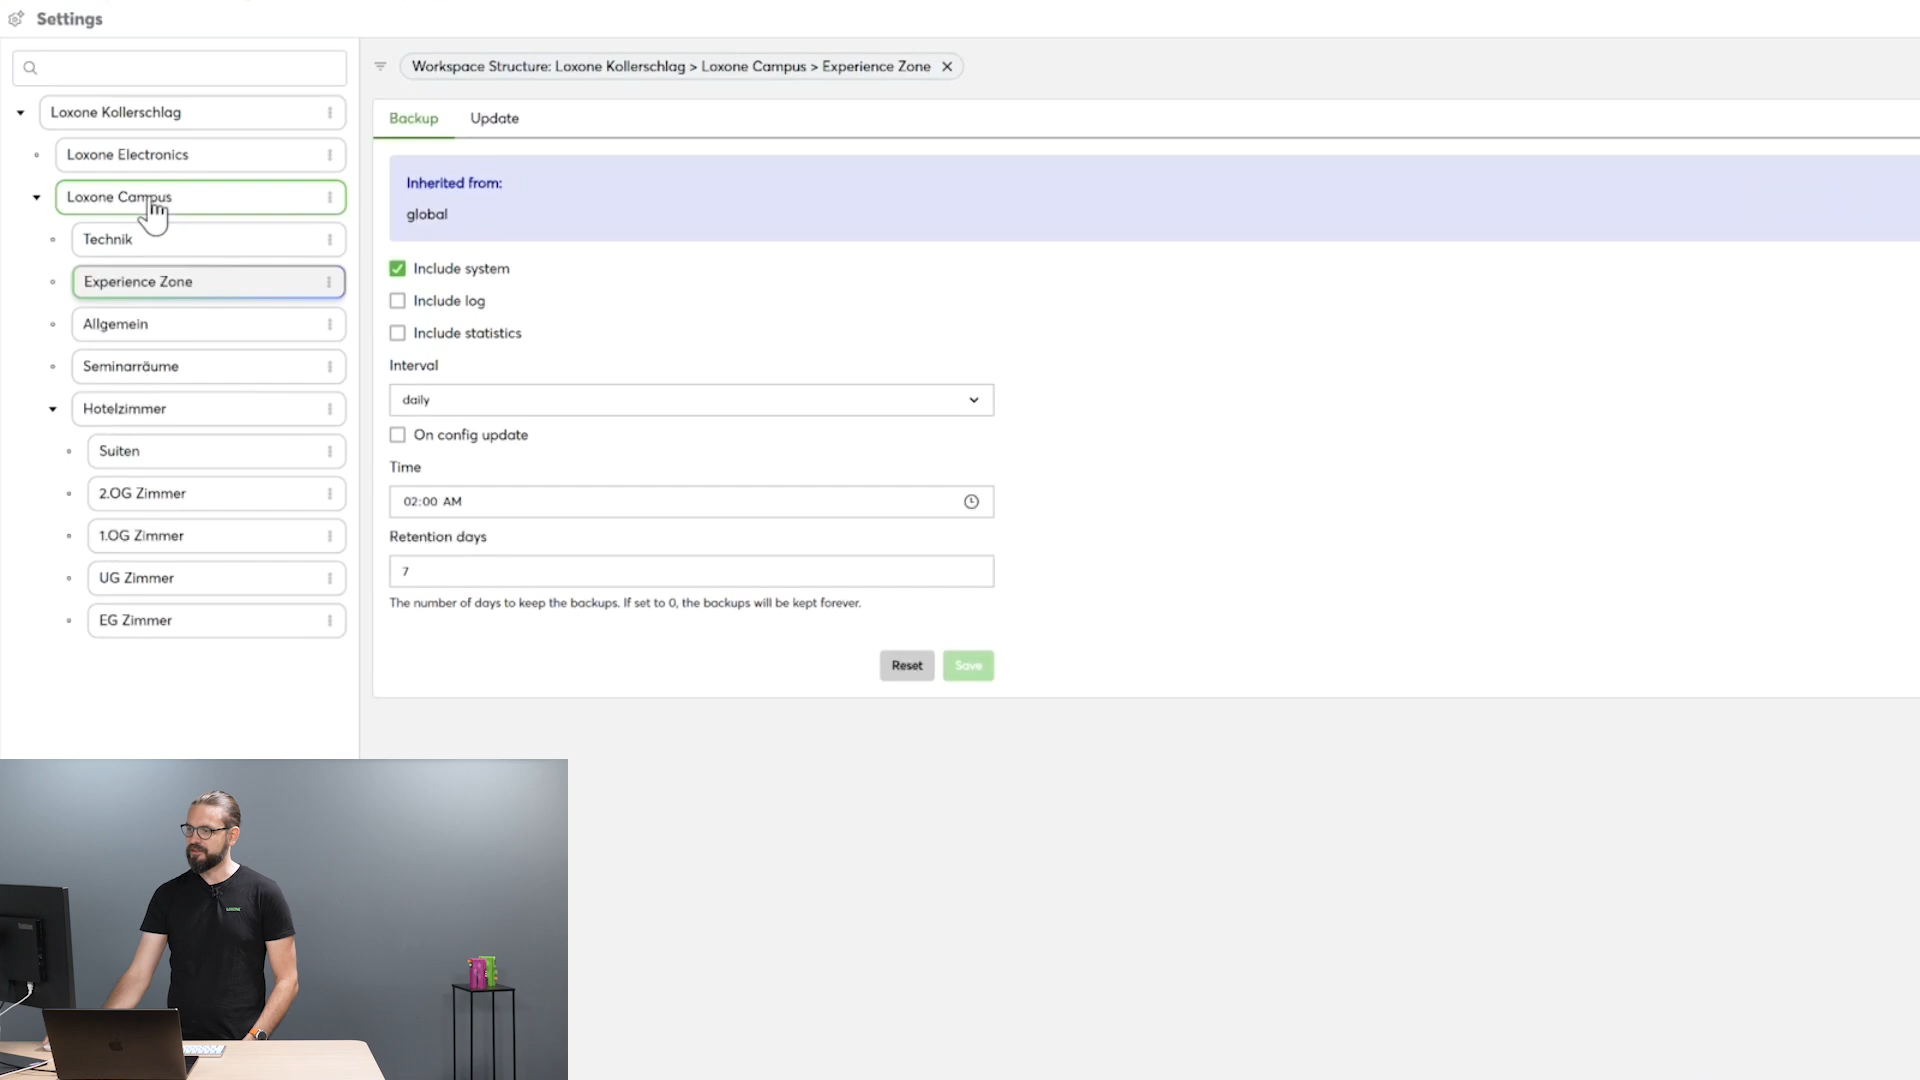 Settings
Loxone Kollerschlag
Loxone Electronics
Loxone Campus
Technik
Experience Zone
Allgemein
Seminarräume
Hotelzimmer
Suiten
2.OG Zimmer
1.OG Zimmer
UG Zimmer
EG Zimmer
Workspace Structure: Loxone Kollerschlag > Loxone Campus > Experience Zone
Backup
Update
Inherited from:
global
Include system
Include log
Include statistics
Interval
daily
On config update
Time
02:00 AM
Retention days
7
The number of days to keep the backups. If set to 0, the backups will be kept forever.
Reset
Save
LOXONE